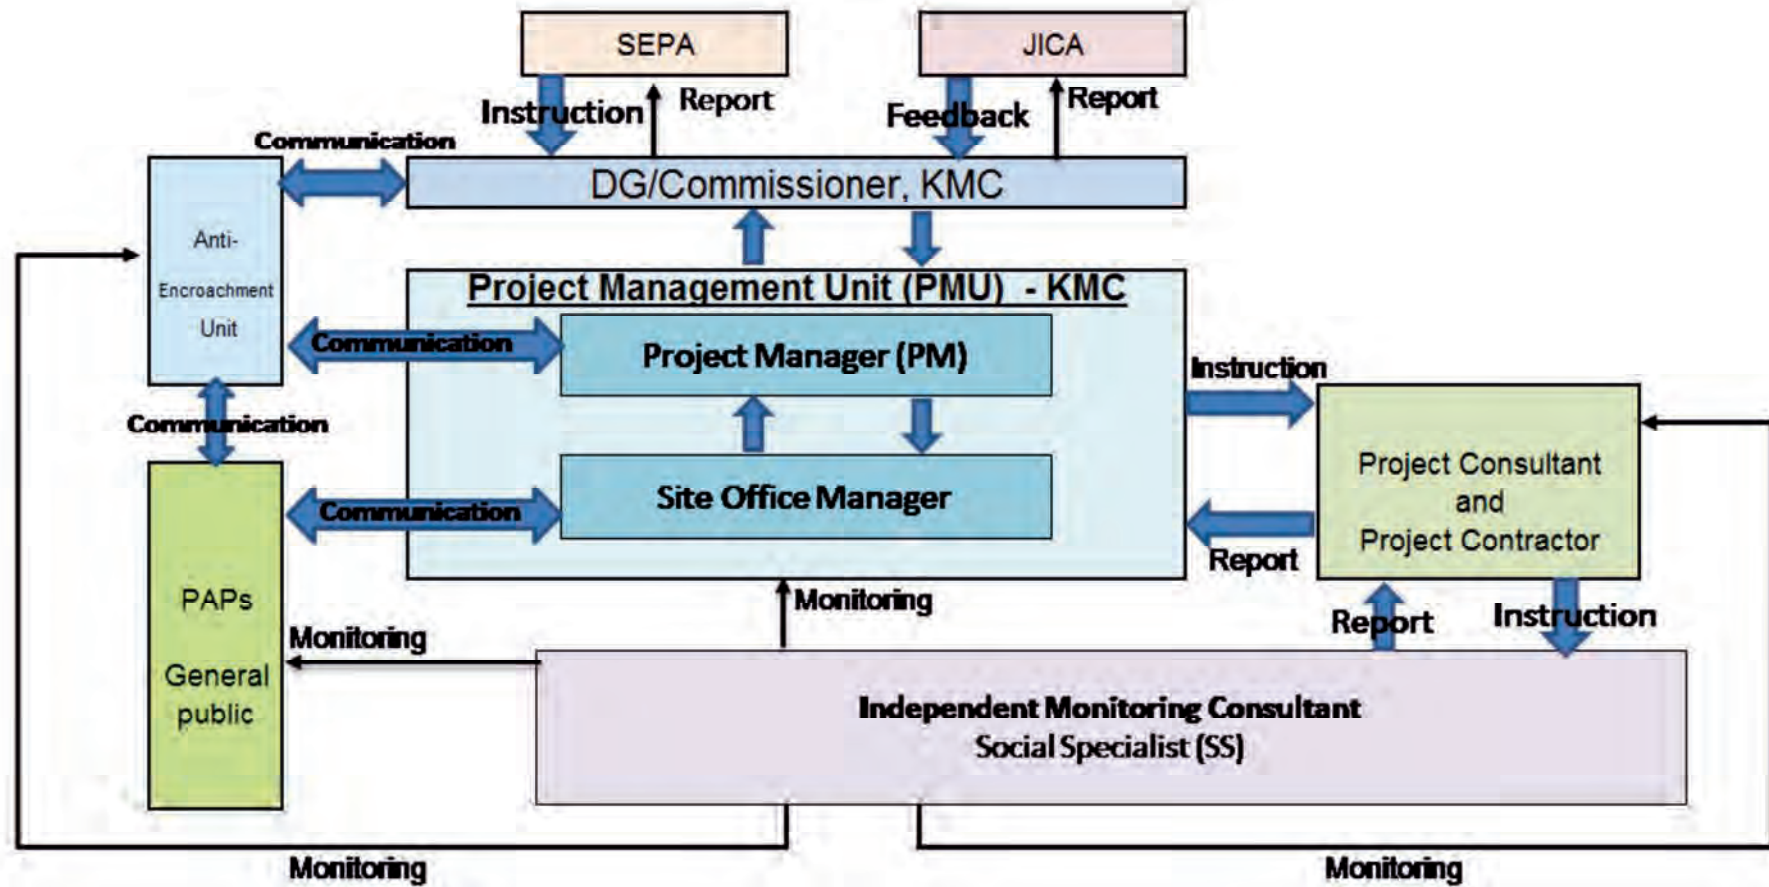 SEPA
JICA
Instruction
Report
Feedback
Report
Communication
DG/Commissioner, KMC
Anti-
Encroachment
Unit
Project Management Unit (PMU)  - KMC
Communication
Project Manager (PM)
Instruction
Communication
Project Consultant
and
Project Contractor
Communication
Site Office Manager
Report
PAPs
General
public
Monitoring
Monitoring
Report
Instruction
Independent Monitoring Consultant
Social Specialist (SS)
Monitoring
Monitoring